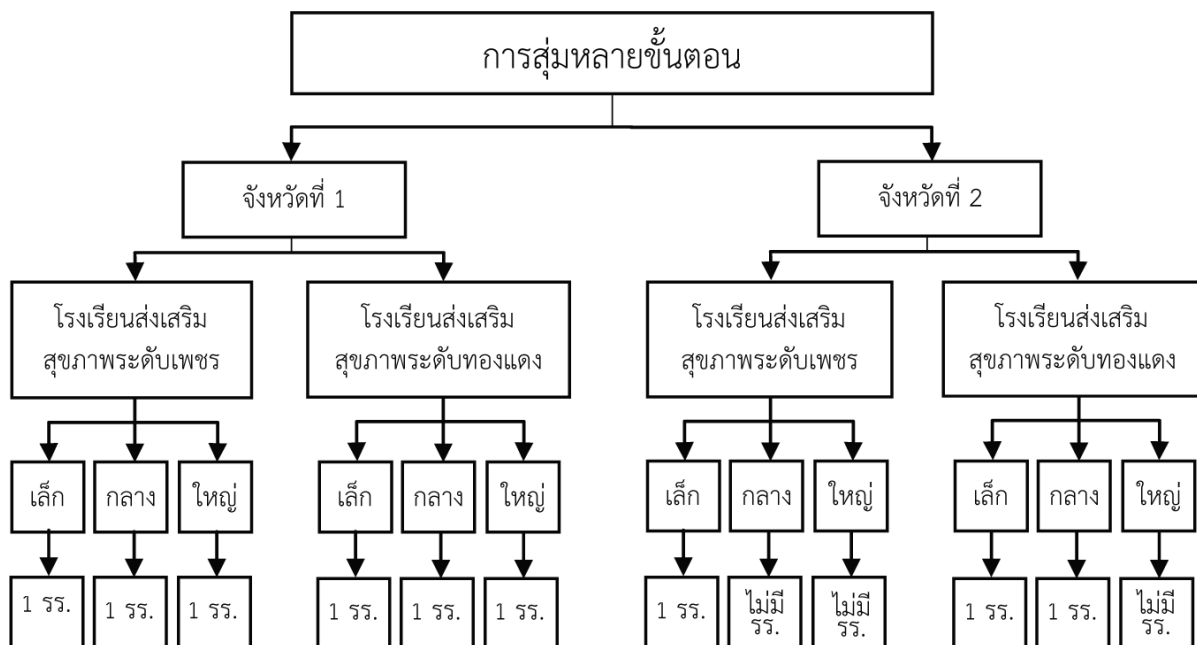 การสุ่มหลายขั้นตอน
จังหวัดที่ 1
จังหวัดที่ 2
โรงเรียนส่งเสริม
สุขภาพระดับเพชร
โรงเรียนส่งเสริม
สุขภาพระดับทองแดง
โรงเรียนส่งเสริม
สุขภาพระดับเพชร
โรงเรียนส่งเสริม
สุขภาพระดับทองแดง
เล็ก
กลาง
ใหญ่
เล็ก
กลาง
ใหญ่
เล็ก
กลาง
ใหญ่
เล็ก
กลาง
ใหญ่
1 รร.
1 รร.
1 รร.
1 รร.
1 รร.
1 รร.
1 รร.
ไม่มี
รร.
ไม่มี
รร.
1 รร.
1 รร.
ไม่มี
รร.